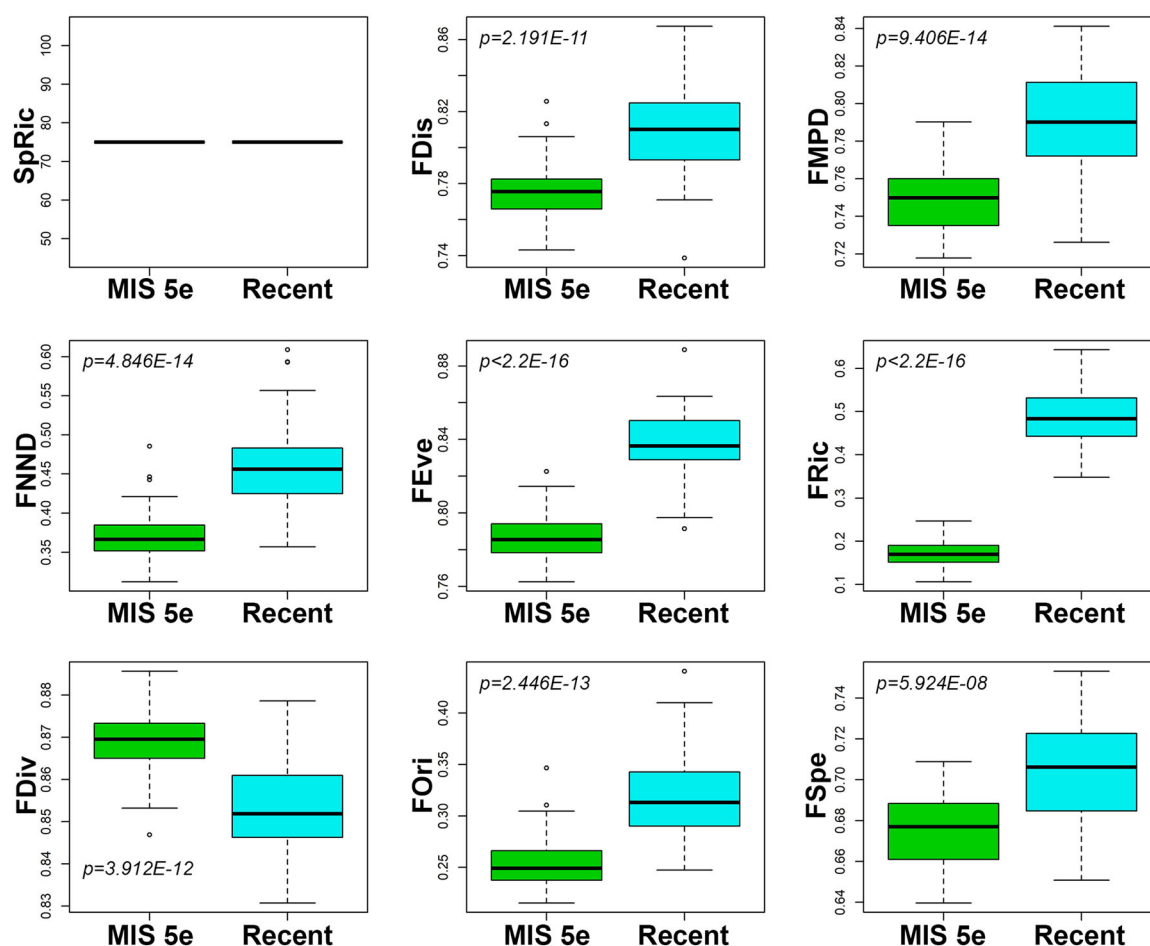 SpRic
100
90
80
70
60
50
MIS 5e
Recent
p=2.191E-11
FDis
0.86
0.82
0.78
0.74
MIS 5e
Recent
p=9.406E-14
FMPD
0.84
0.82
0.80
0.78
0.76
0.74
0.72
MIS 5e
Recent
p=4.846E-14
FNND
0.60
0.55
0.50
0.45
0.40
0.35
MIS 5e
Recent
p<2.2E-16
FEve
0.88
0.84
0.80
0.76
MIS 5e
Recent
p<2.2E-16
FRic
0.6
0.5
0.4
0.3
0.2
0.1
MIS 5e
Recent
FDiv
0.88
0.87
0.86
0.85
0.84
0.83
p=3.912E-12
MIS 5e
Recent
p=2.446E-13
FOri
0.40
0.35
0.30
0.25
MIS 5e
Recent
p=5.924E-08
FSpe
0.74
0.72
0.70
0.68
0.66
0.64
MIS 5e
Recent